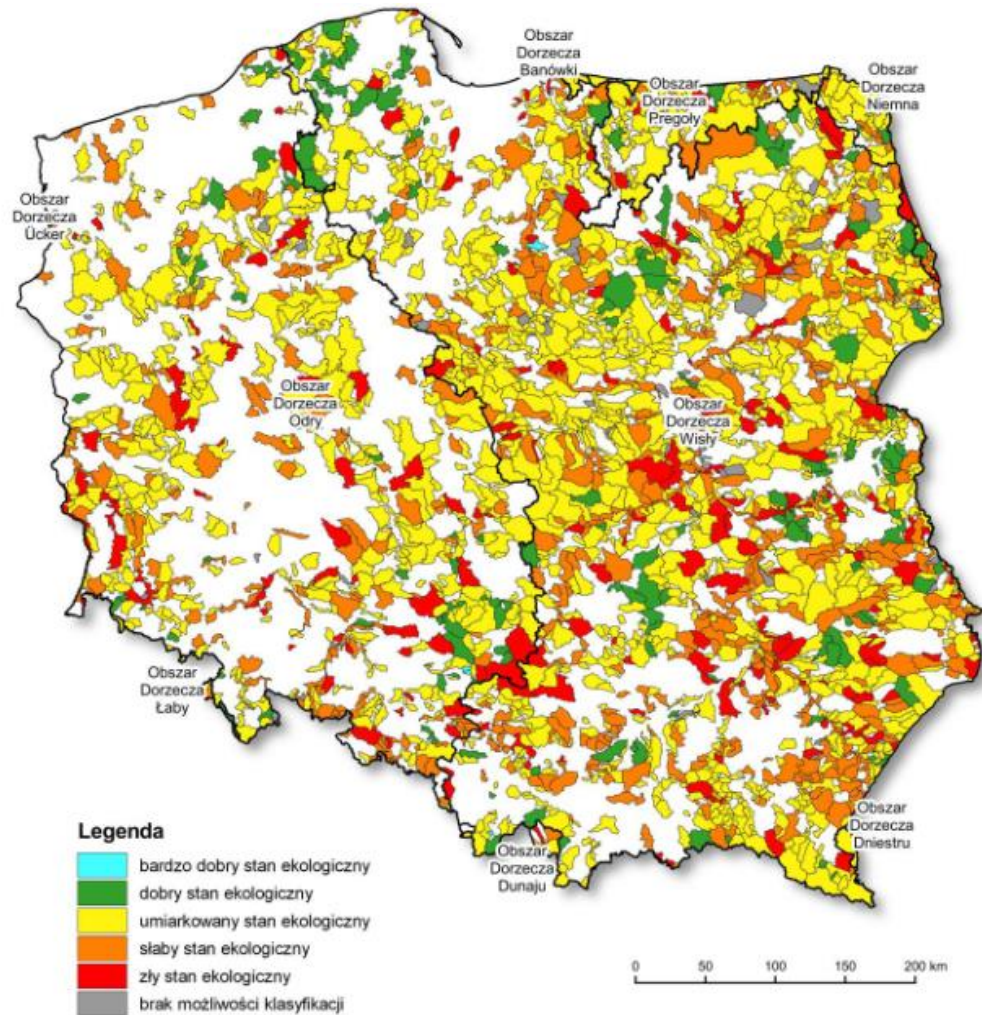 Obszar
Dorzecza
Banówki
Obszar
Dorzecza
Pregoły
Obszar
Dorzecza
Niemna
Obszar
Dorzecza
Ücker
Obszar
Dorzecza
Odry
Obszar
Dorzecza
Wisły
Obszar
Dorzecza
Łaby
Obszar
Dorzecza
Dunaju
Obszar
Dorzecza
Dniestru
Legenda
bardzo dobry stan ekologiczny
dobry stan ekologiczny
umiarkowany stan ekologiczny
słaby stan ekologiczny
zły stan ekologiczny
brak możliwości klasyfikacji
0 50 100 150 200 km